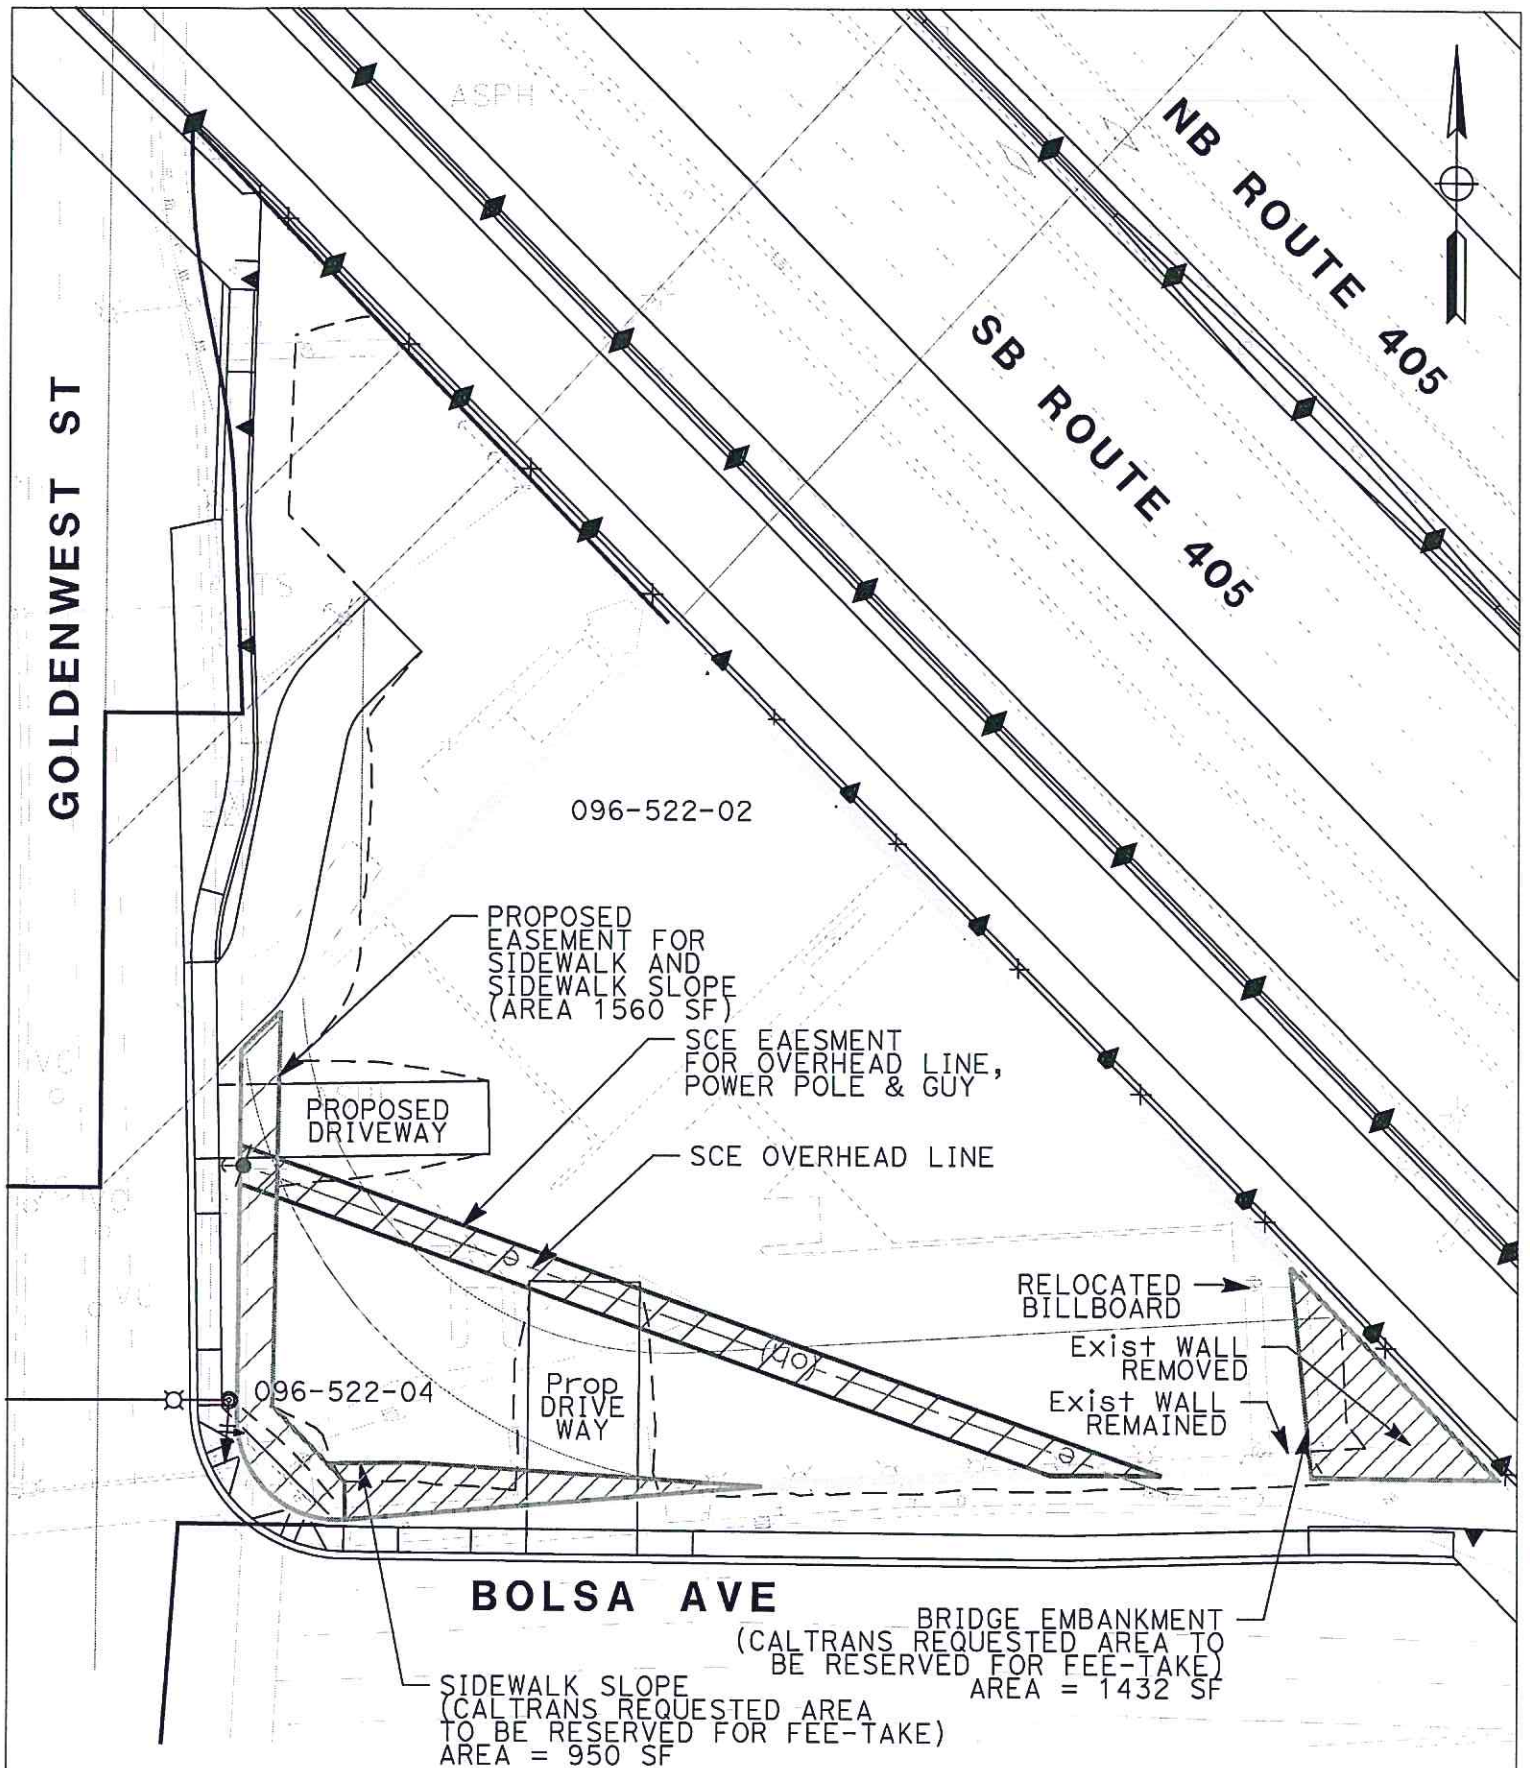 ASPH
NB ROUTE 405
SB ROUTE 405
GOLDENWEST ST
096-522-02
PROPOSED
EASEMENT FOR
SIDEWALK AND
SIDEWALK SLOPE
(AREA 1560 SF)
SCE EAESMENT
FOR OVERHEAD LINE,
POWER POLE & GUY
PROPOSED
DRIVEWAY
SCE OVERHEAD LINE
RELOCATED
BILLBOARD
Exist WALL
REMOVED
Exist WALL
REMAINED
(oh)
e
e
096-522-04
Prop
DRIVE
WAY
BOLSA AVE
BRIDGE EMBANKMENT
(CALTRANS REQUESTED AREA TO
BE RESERVED FOR FEE-TAKE)
AREA = 1432 SF
SIDEWALK SLOPE
(CALTRANS REQUESTED AREA
TO BE RESERVED FOR FEE-TAKE)
AREA = 950 SF